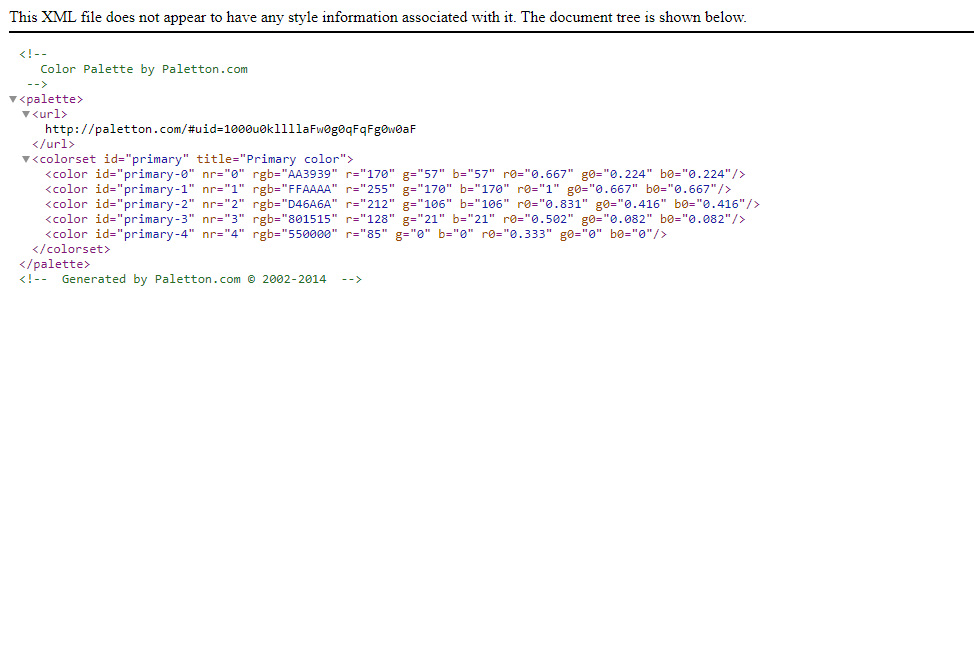 This XML file does not appear to have any style information associated with it. The document tree is shown below.
<!--
Color Palette by Paletton.com
-->
▼<palette>
▼<url>
http://paletton.com/#uid=1000u0kllllaFw0g0qFqFg0w0aF
</url>
▼<colorset id="primary" title="Primary color">
<color id="primary-0" nr="0" rgb="AA3939" r="170" g="57" b="57" r0="0.667" g0="0.224" b0="0.224"/>
<color id="primary-1" nr="1" rgb="FFAAAA" r="255" g="170" b="170" r0="1" g0="0.667" b0="0.667"/>
<color id="primary-2" nr="2" rgb="D46A6A" r="212" g="106" b="106" r0="0.831" g0="0.416" b0="0.416"/>
<color id="primary-3" nr="3" rgb="801515" r="128" g="21" b="21" r0="0.502" g0="0.082" b0="0.082"/>
<color id="primary-4" nr="4" rgb="550000" r="85" g="0" b="0" r0="0.333" g0="0" b0="0"/>
</colorset>
</palette>
<!-- Generated by Paletton.com © 2002-2014 -->